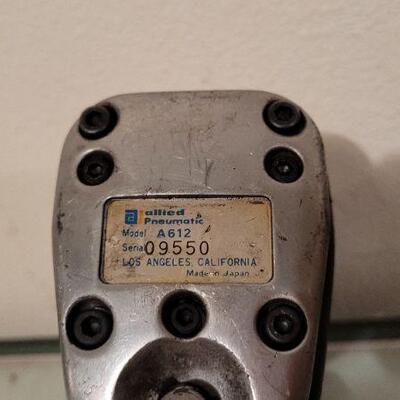 allied
Pneumatic
Model A612
Serial 09550
LOS ANGELES, CALIFORNIA
Made in Japan